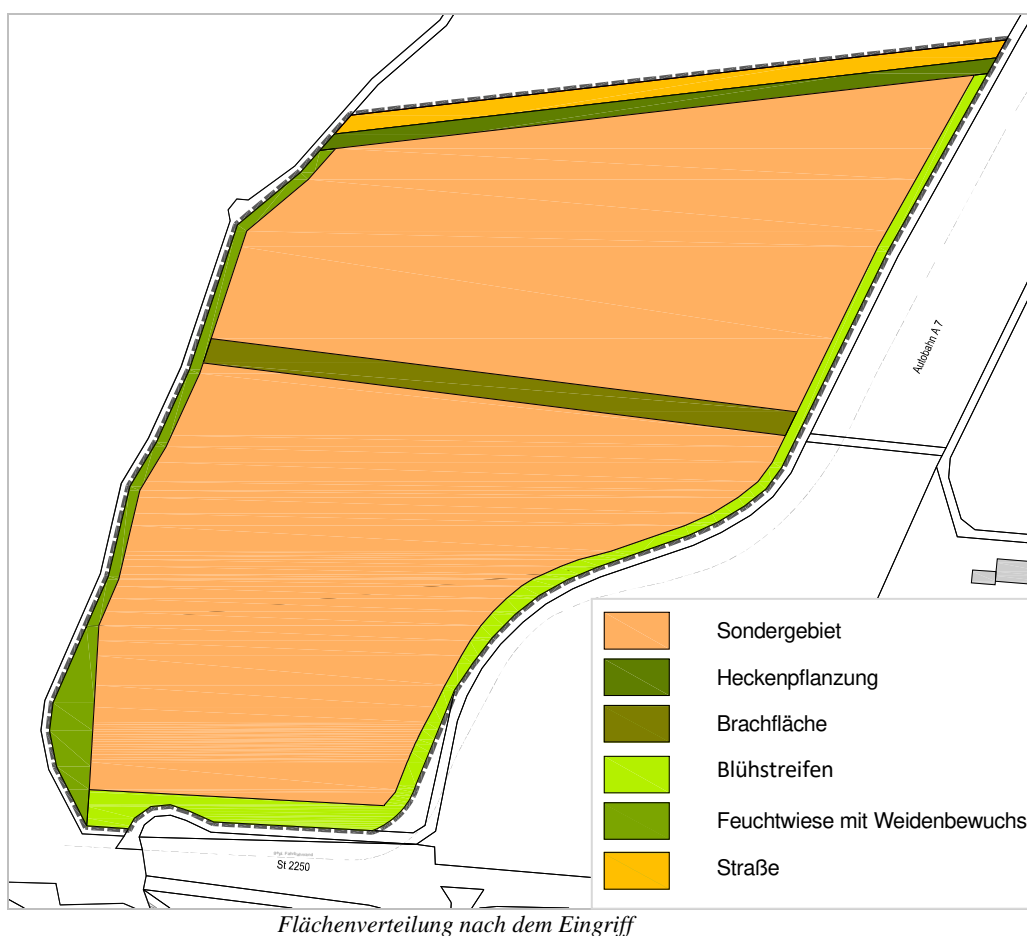 Autobahn A 7
Sondergebiet
Heckenpflanzung
Brachfläche
Blühstreifen
Feuchtwiese mit Weidenbewuchs
Straße
St 2250
Flächenverteilung nach dem Eingriff